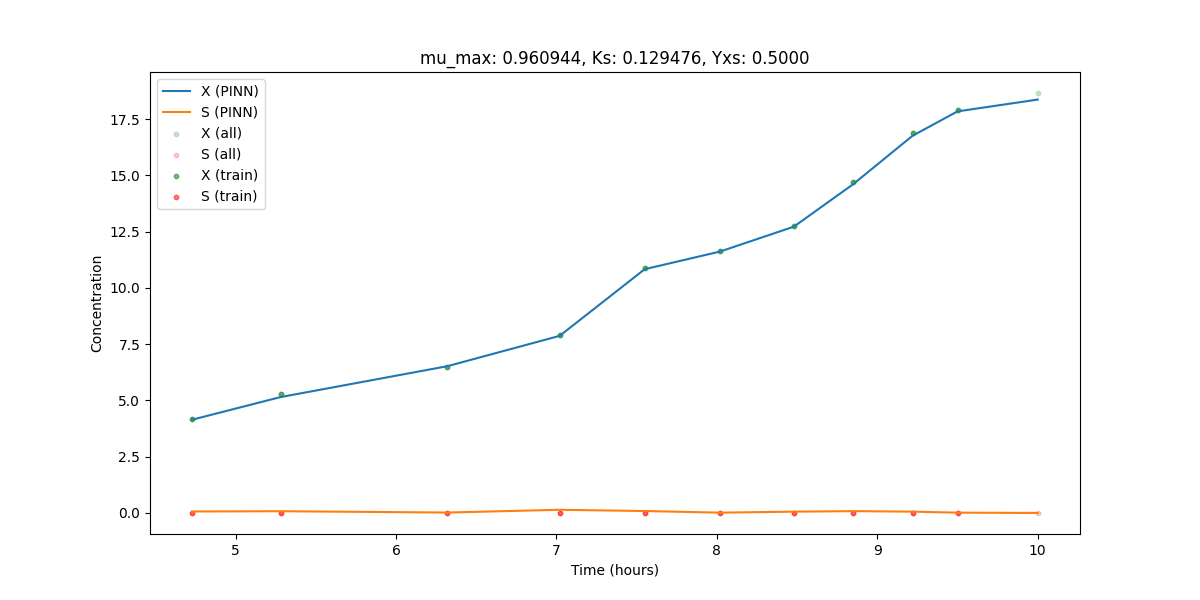 mu_max: 0.960944, Ks: 0.129476, Yxs: 0.5000
X (PINN)
S (PINN)
X (all)
S (all)
X (train)
S (train)
17.5
15.0
12.5
10.0
7.5
5.0
2.5
0.0
Concentration
5 6 7 8 9 10
Time (hours)